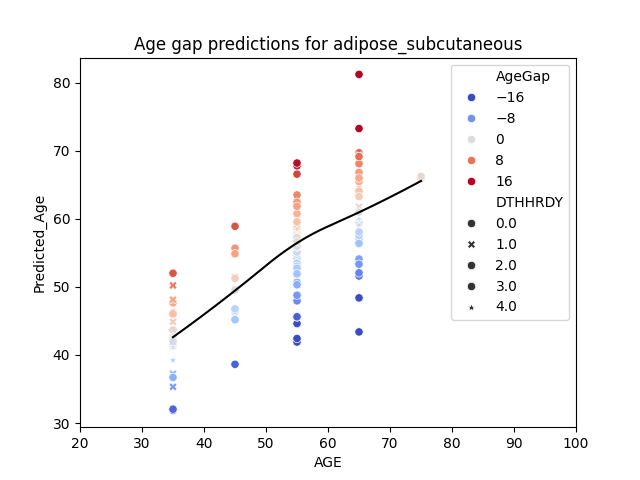 Age gap predictions for adipose_subcutaneous
80
70
60
50
40
30
Predicted_Age
20 30 40 50 60 70 80 90 100
AGE
AgeGap
−16
−8
0
8
16
DTHHRDY
0.0
1.0
2.0
3.0
4.0